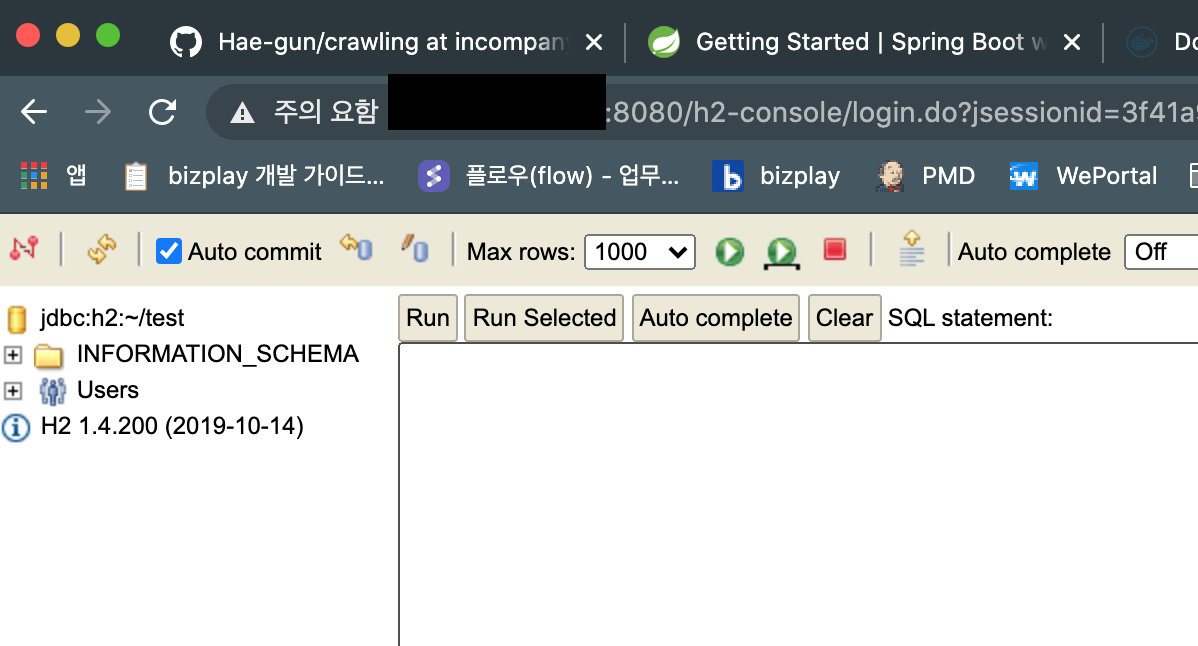 Hae-gun/crawling at incompan
Getting Started | Spring Boot w
주의 요함 :8080/h2-console/login.do?jsessionid=3f41a
앱 bizplay 개발 가이드... 플로우(flow) - 업무... bizplay PMD WePortal
Auto commit Max rows: 1000 Auto complete Off
Run Run Selected Auto complete Clear SQL statement:
jdbc:h2:~/test
INFORMATION_SCHEMA
Users
H2 1.4.200 (2019-10-14)